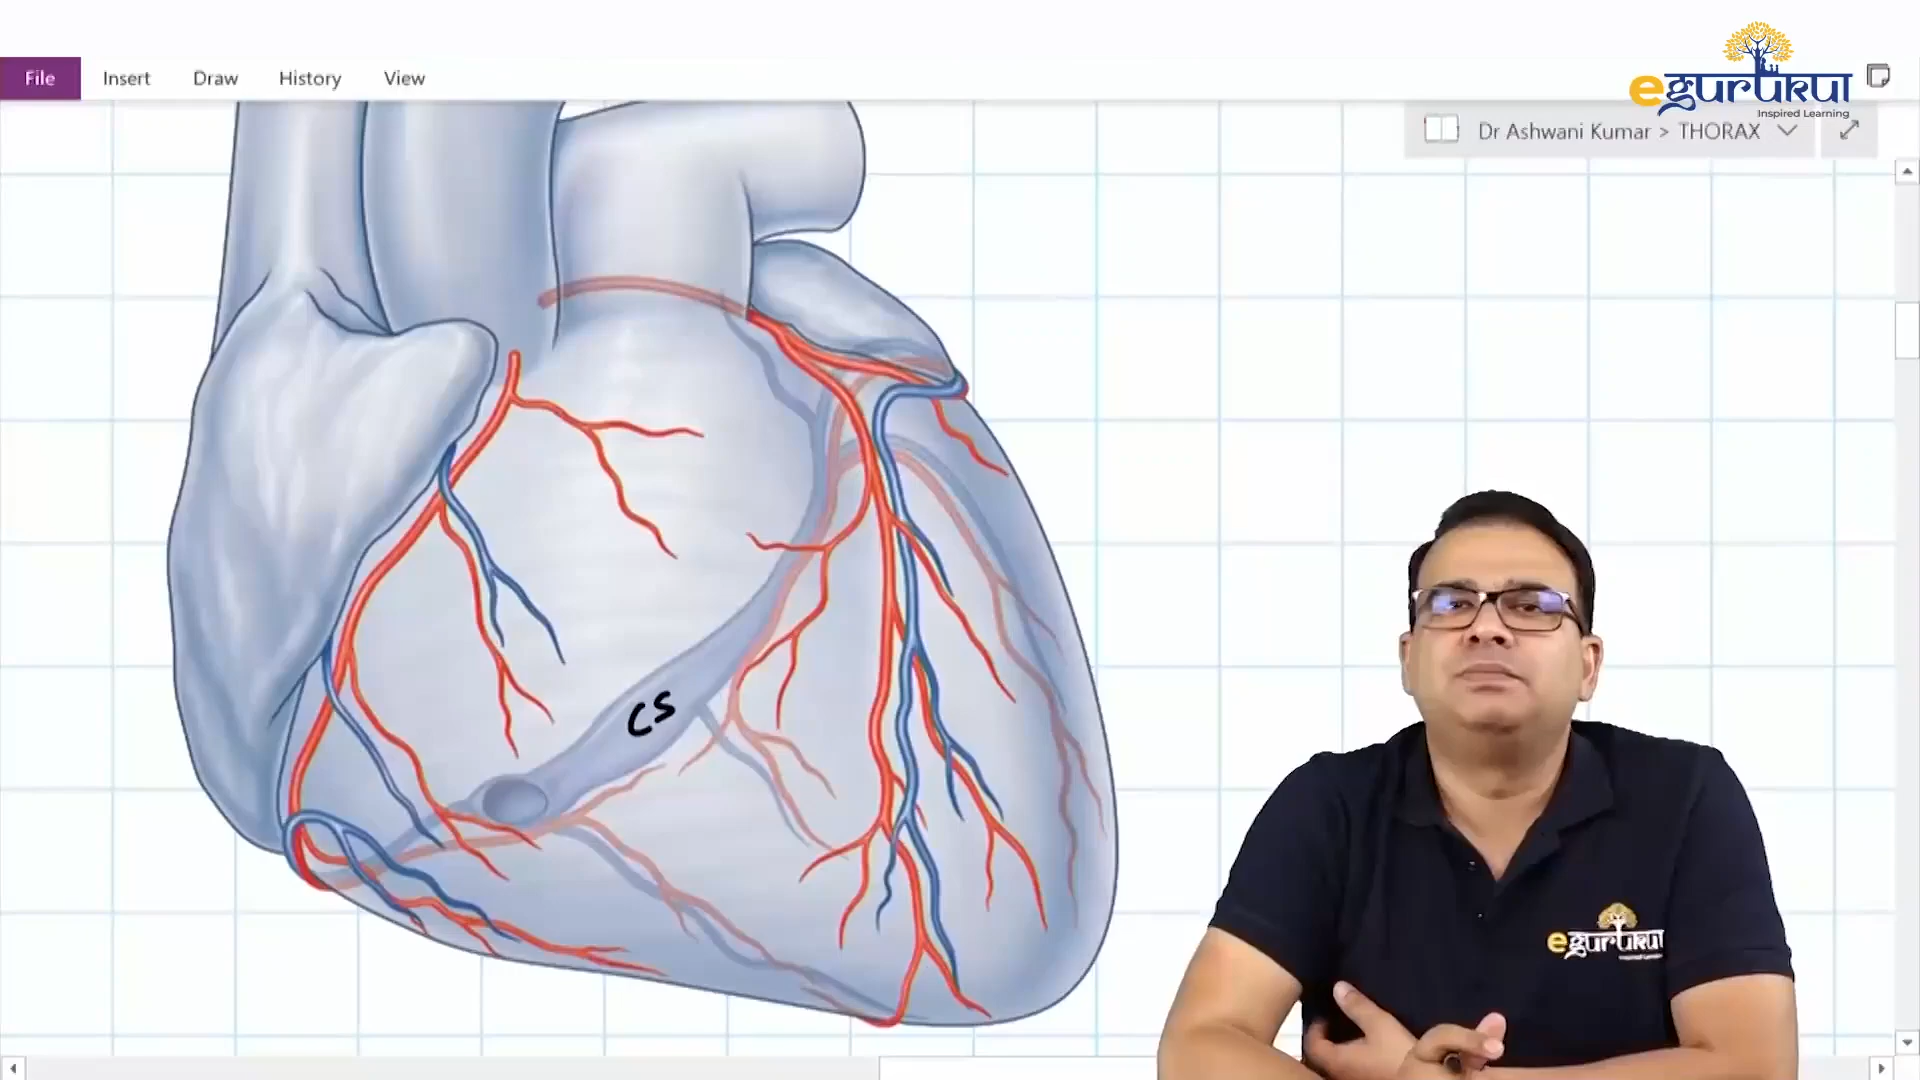 File Insert Draw History View
egurukul
Inspired Learning
Dr Ashwani Kumar > THORAX
CS
egurukul